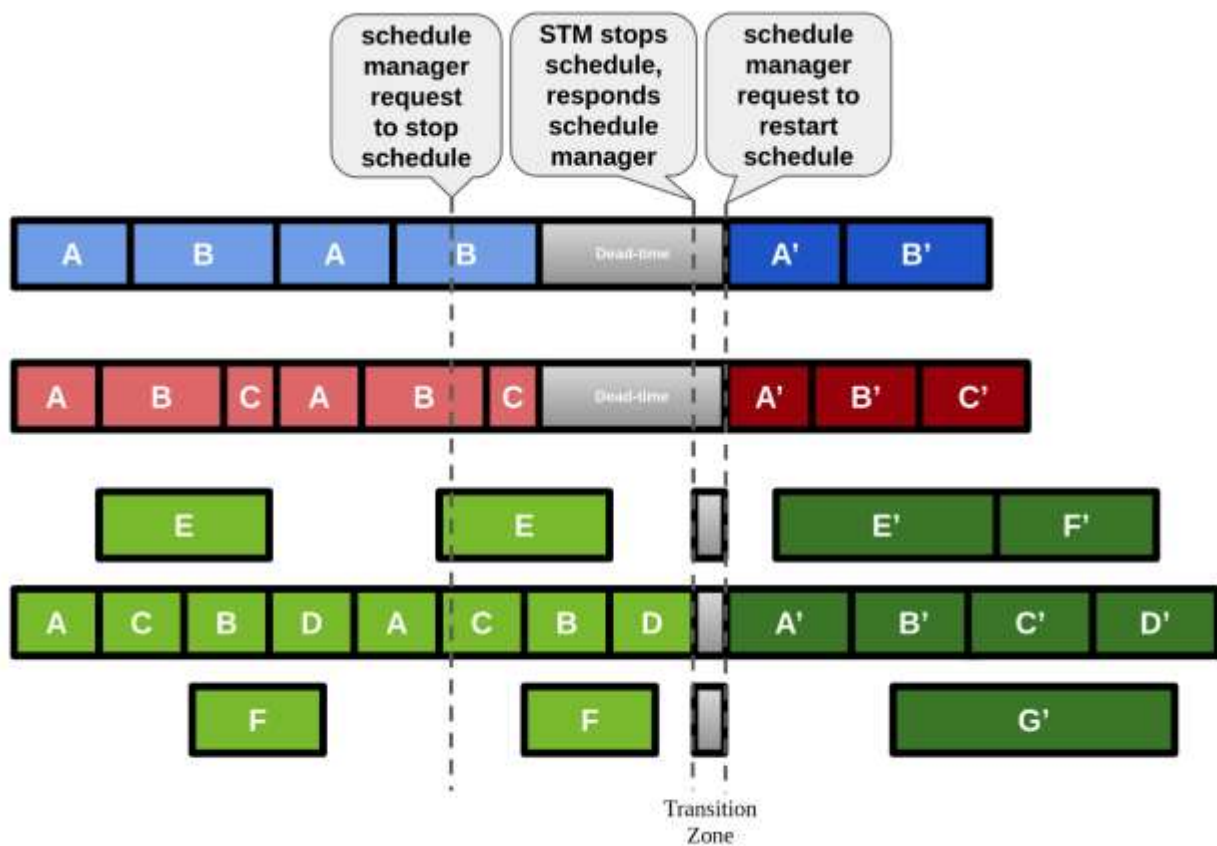 schedule
manager
request
to stop
schedule
STM stops
schedule,
responds
schedule
manager
schedule
manager
request to
restart
schedule
A B A B Dead-time A’ B’
A B C A B C Dead-time A’ B’ C’
E E E’ F’
A C B D A C B D A’ B’ C’ D’
F F G’
Transition
Zone